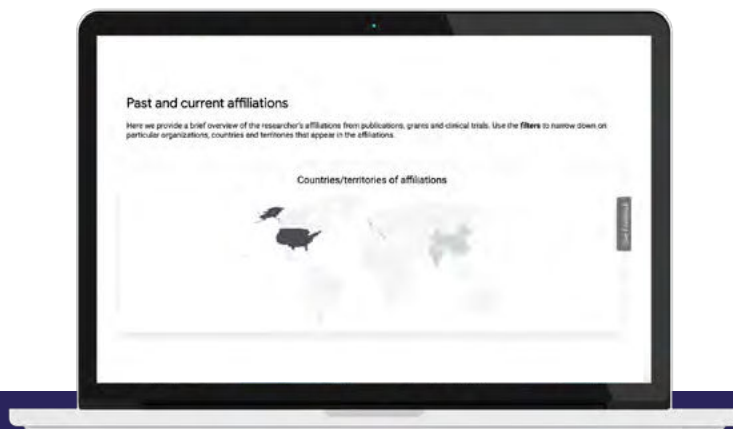 Past and current affiliations
Here we provide a brief overview of the researcher's affiliations from publications, grants and clinical trials. Use the filters to narrow down on
particular organizations, countries and territories that appear in the affiliations.
Countries/territories of affiliations